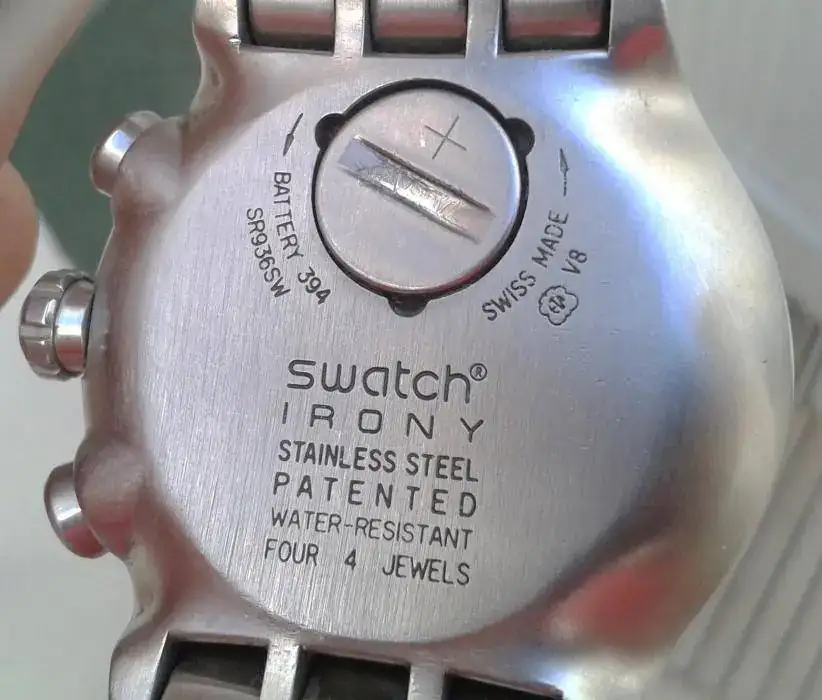 +
BATTERY 394
SR936SW
SWISS MADE
V8
swatch®
IRONY
STAINLESS STEEL
PATENTED
WATER-RESISTANT
FOUR 4 JEWELS